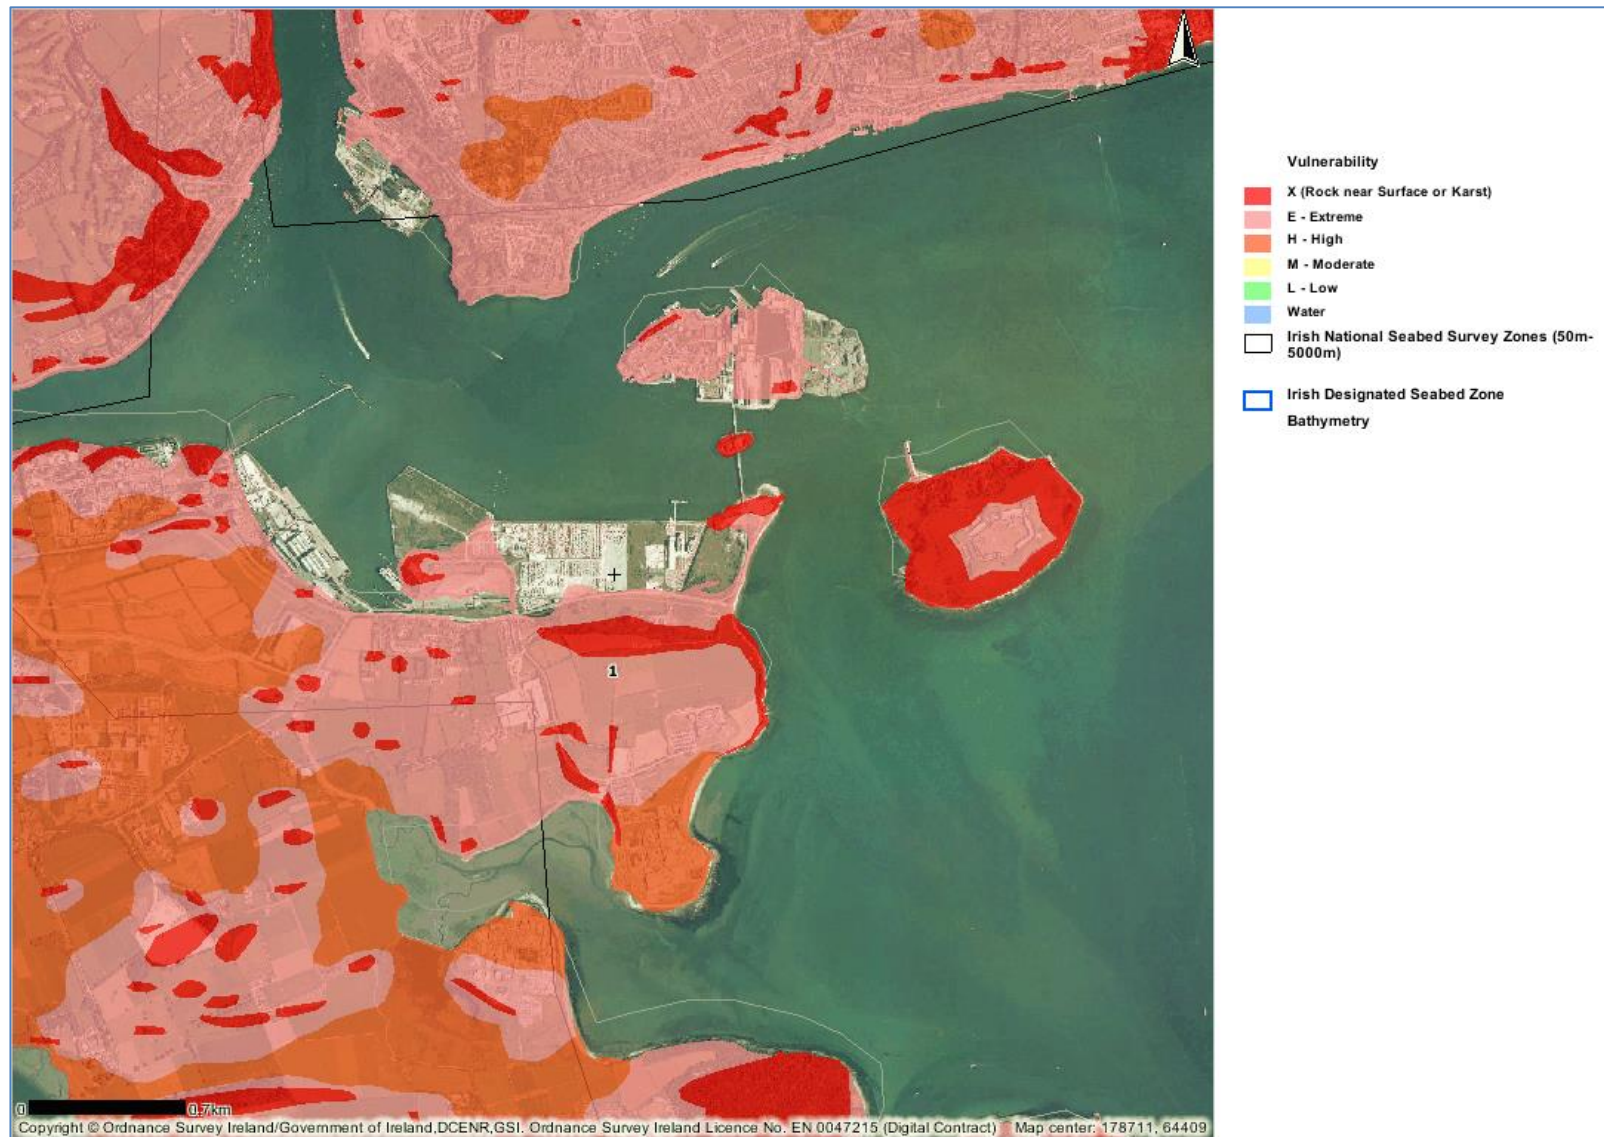 Vulnerability
X (Rock near Surface or Karst)
E - Extreme
H - High
M - Moderate
L - Low
Water
Irish National Seabed Survey Zones (50m-
5000m)
Irish Designated Seabed Zone
Bathymetry
1
0 0.7km
Copyright © Ordnance Survey Ireland/Government of Ireland,DCENR,GSI. Ordnance Survey Ireland Licence No. EN 0047215 (Digital Contract) Map center: 178711, 64409